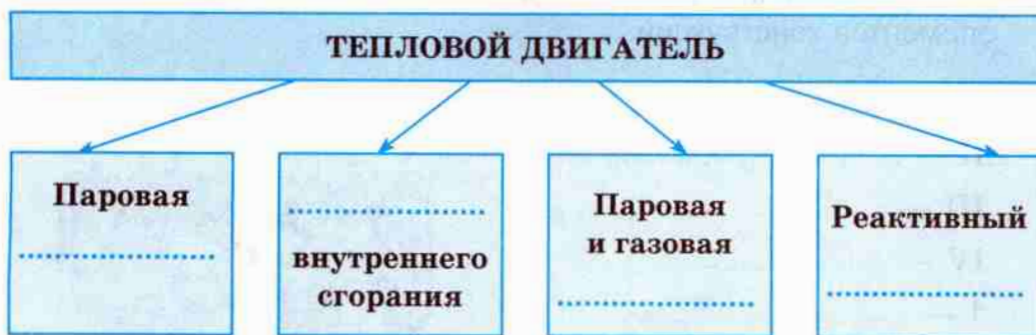 ТЕПЛОВОЙ ДВИГАТЕЛЬ
Паровая
внутреннего
сгорания
Паровая
и газовая
Реактивный